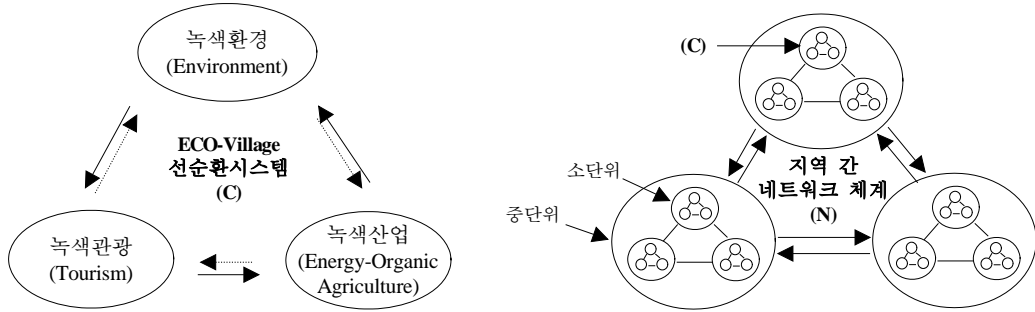 녹색환경
(Environment)
ECO-Village
선순환시스템
(C)
녹색관광
(Tourism)
녹색산업
(Energy-Organic
Agriculture)
(C)
지역 간
네트워크 체계
(N)
소단위
중단위